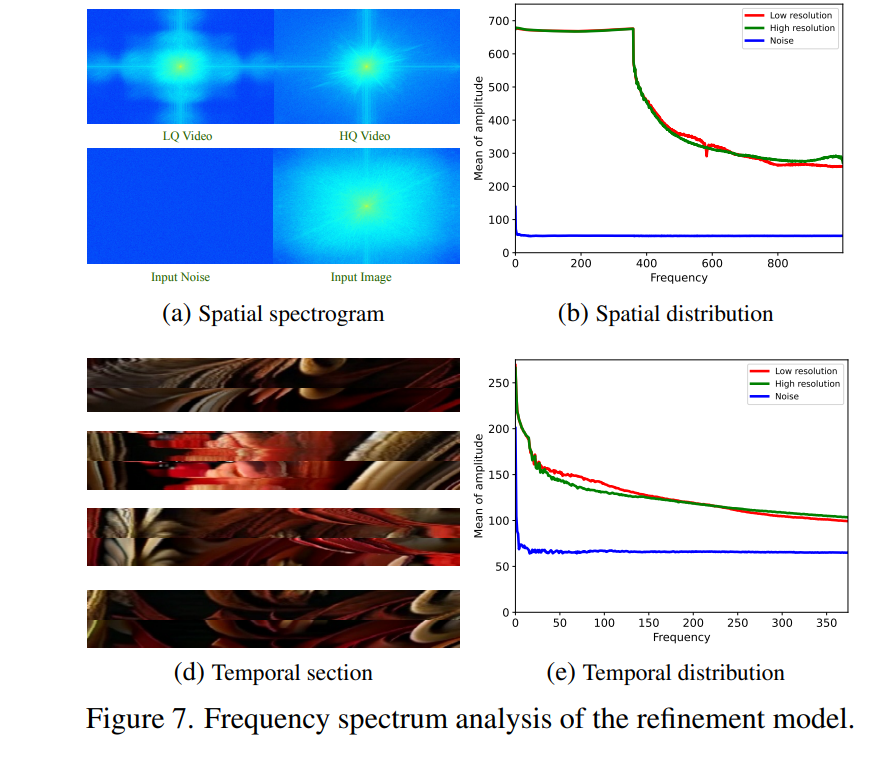 LQ Video
HQ Video
Input Noise
Input Image
(a) Spatial spectrogram
700
600
500
400
300
200
100
0
Mean of amplitude
0 200 400 600 800
Frequency
Low resolution
High resolution
Noise
(b) Spatial distribution
(d) Temporal section
250
200
150
100
50
0
Mean of amplitude
0 50 100 150 200 250 300 350
Frequency
Low resolution
High resolution
Noise
(e) Temporal distribution
Figure 7. Frequency spectrum analysis of the refinement model.